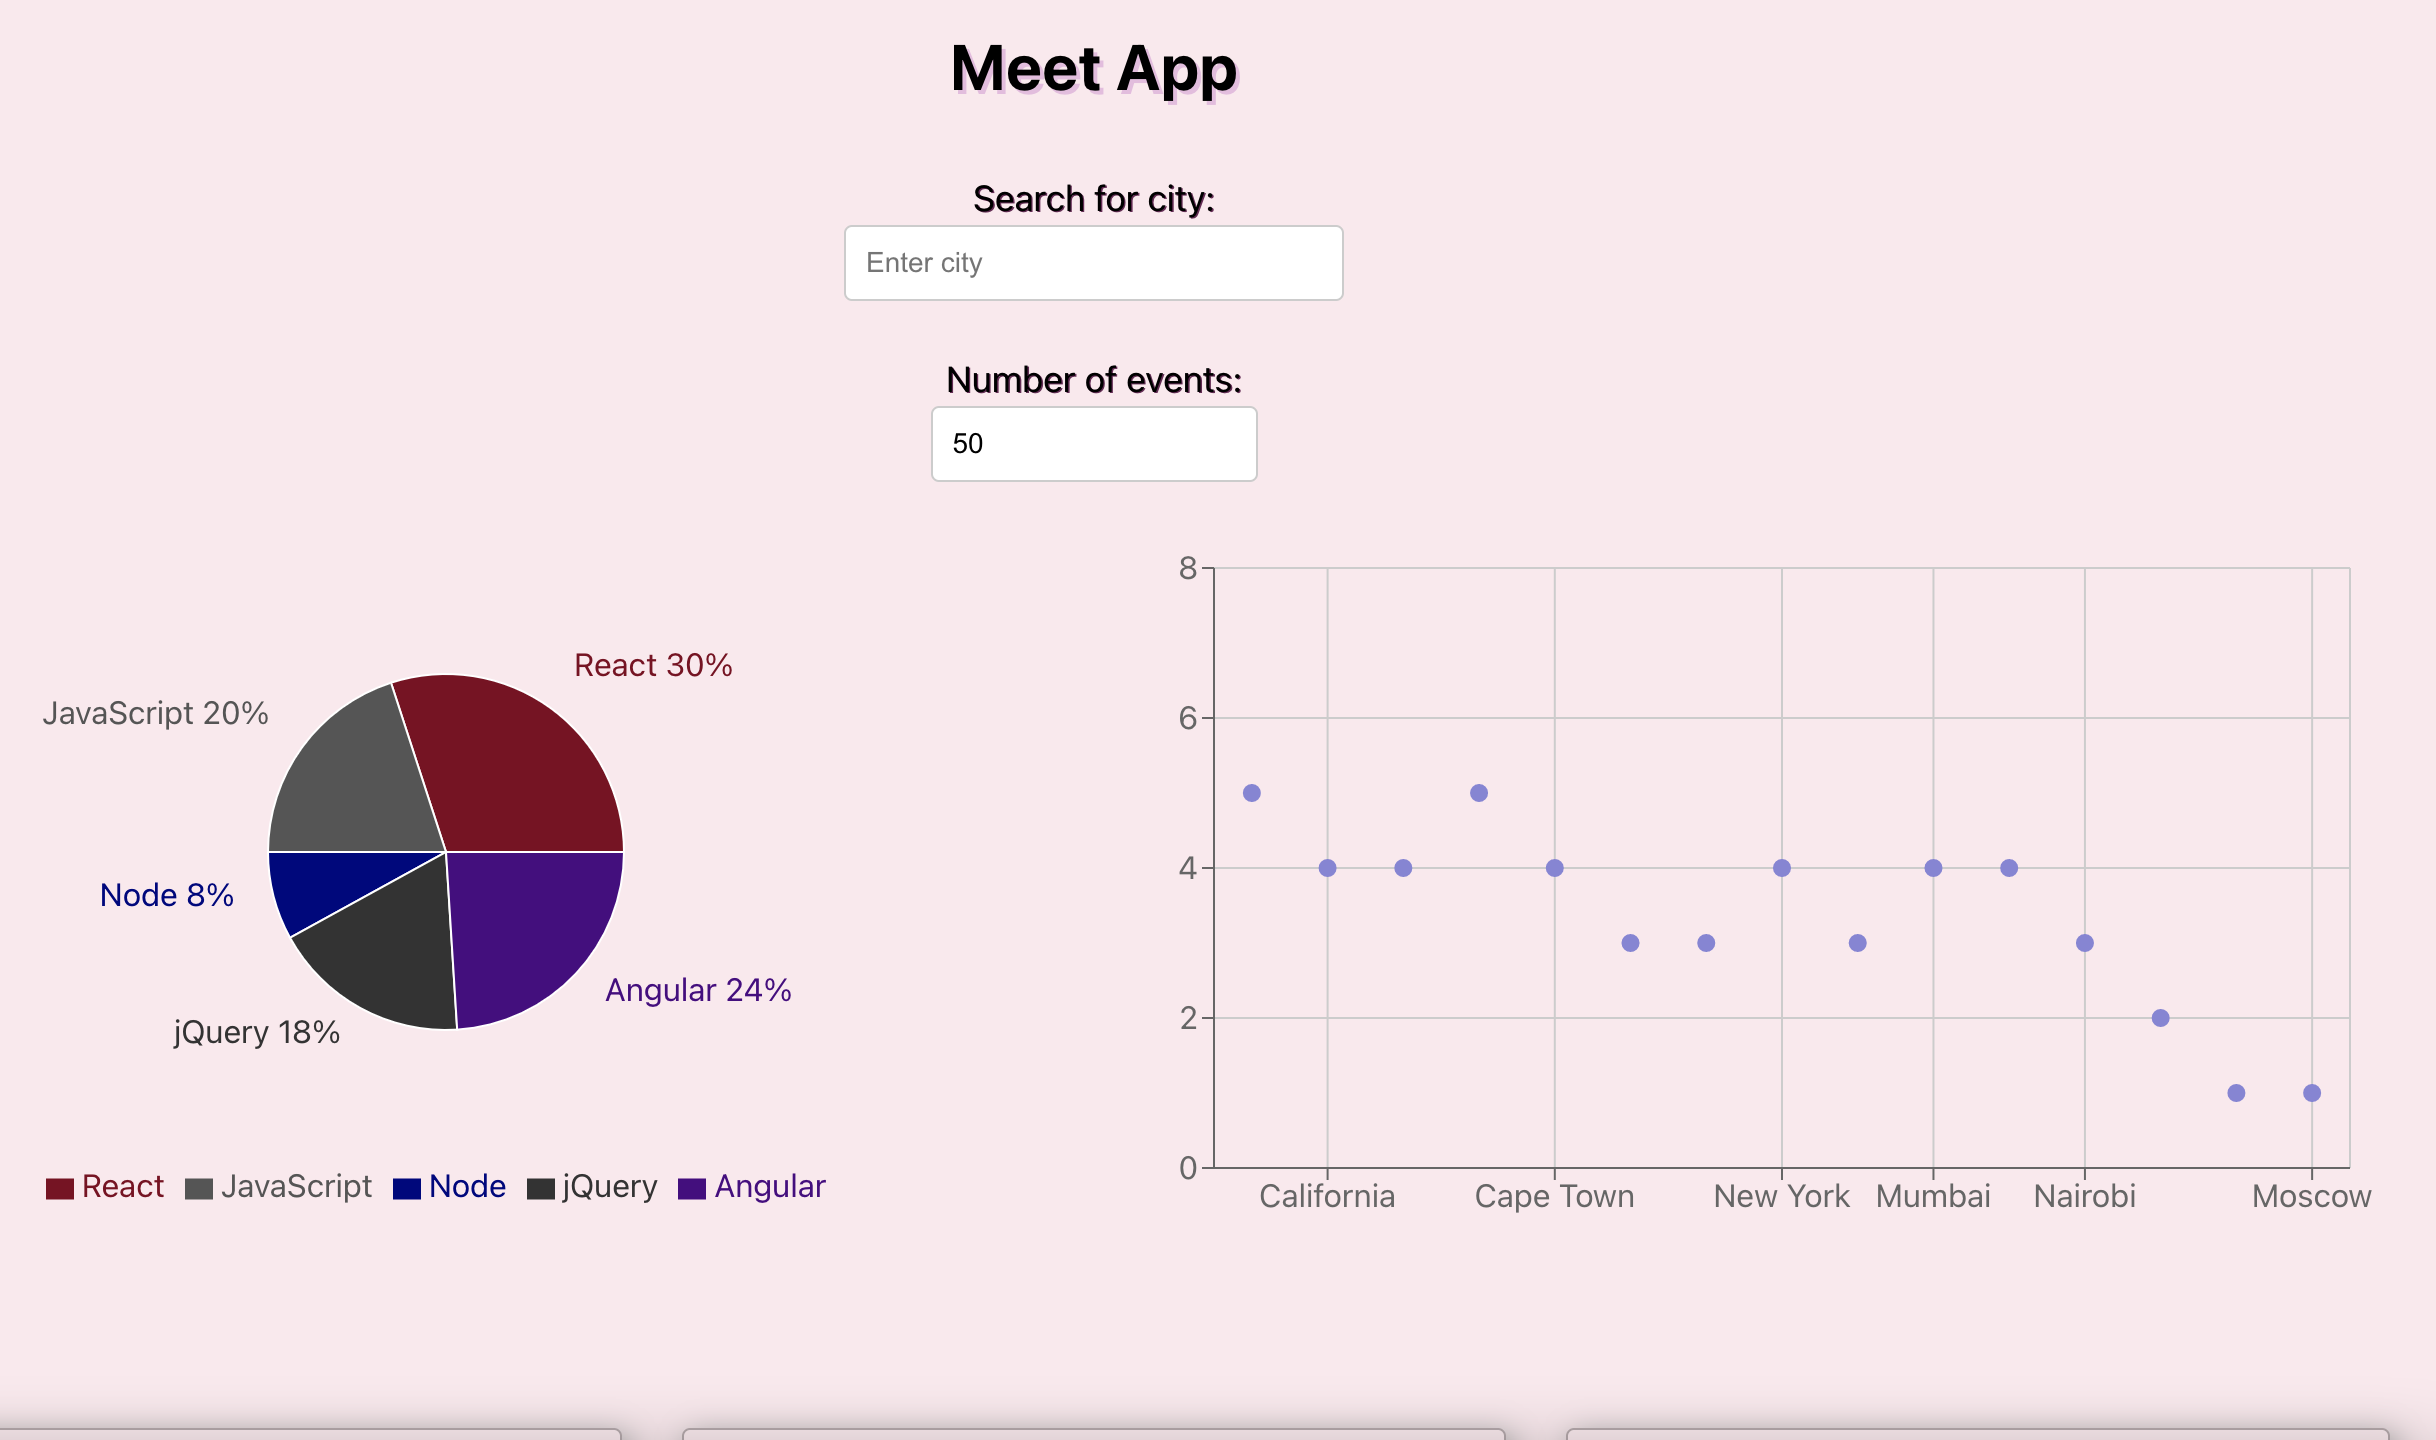 Meet App
Search for city:
Enter city
Number of events:
50
React 30%
JavaScript 20%
Node 8%
jQuery 18%
Angular 24%
React JavaScript Node jQuery Angular
8
6
4
2
0
California Cape Town New York Mumbai Nairobi Moscow